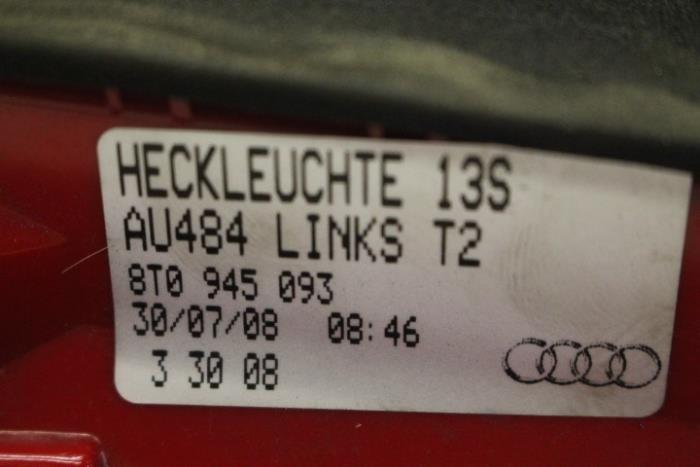 HECKLEUCHTE 13S
AU484 LINKS T2
8T0 945 093
30/07/08 08:46
3 30 08